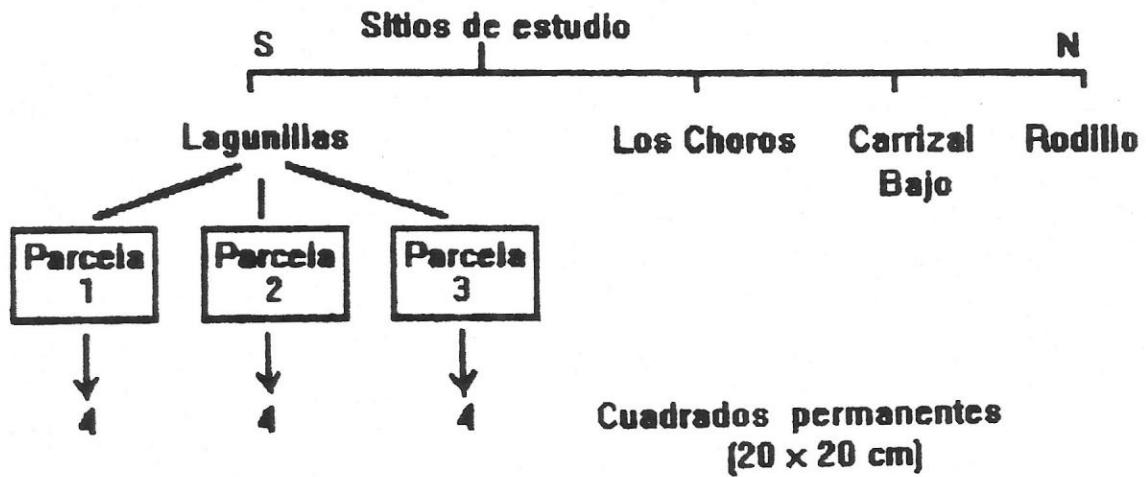 Sitios de estudio
S
N
Lagunillas
Los Choros
Carrizal
Bajo
Rodillo
Parcela
1
Parcela
2
Parcela
3
4
4
4
Cuadrados permanentes
(20 x 20 cm)